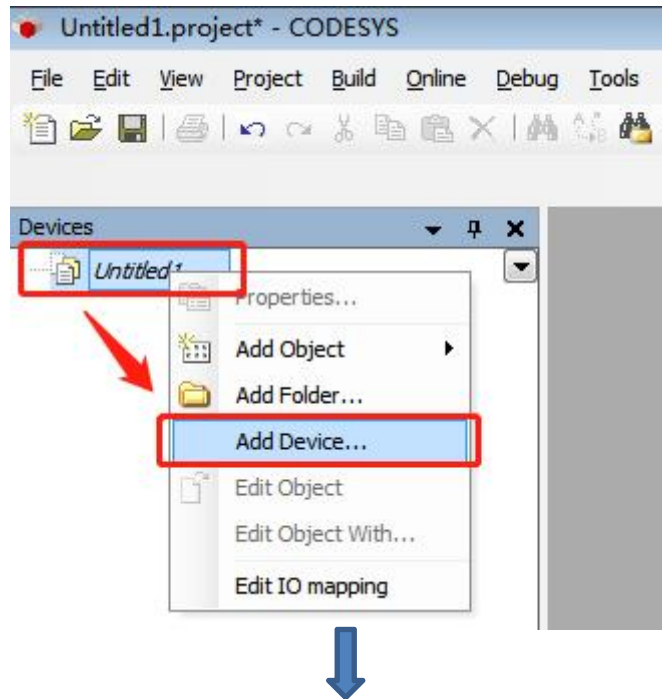 Untitled1.project* - CODESYS
File Edit View Project Build Online Debug Tools
Devices
Untitled1
Properties...
Add Object
Add Folder...
Add Device...
Edit Object
Edit Object With...
Edit IO mapping